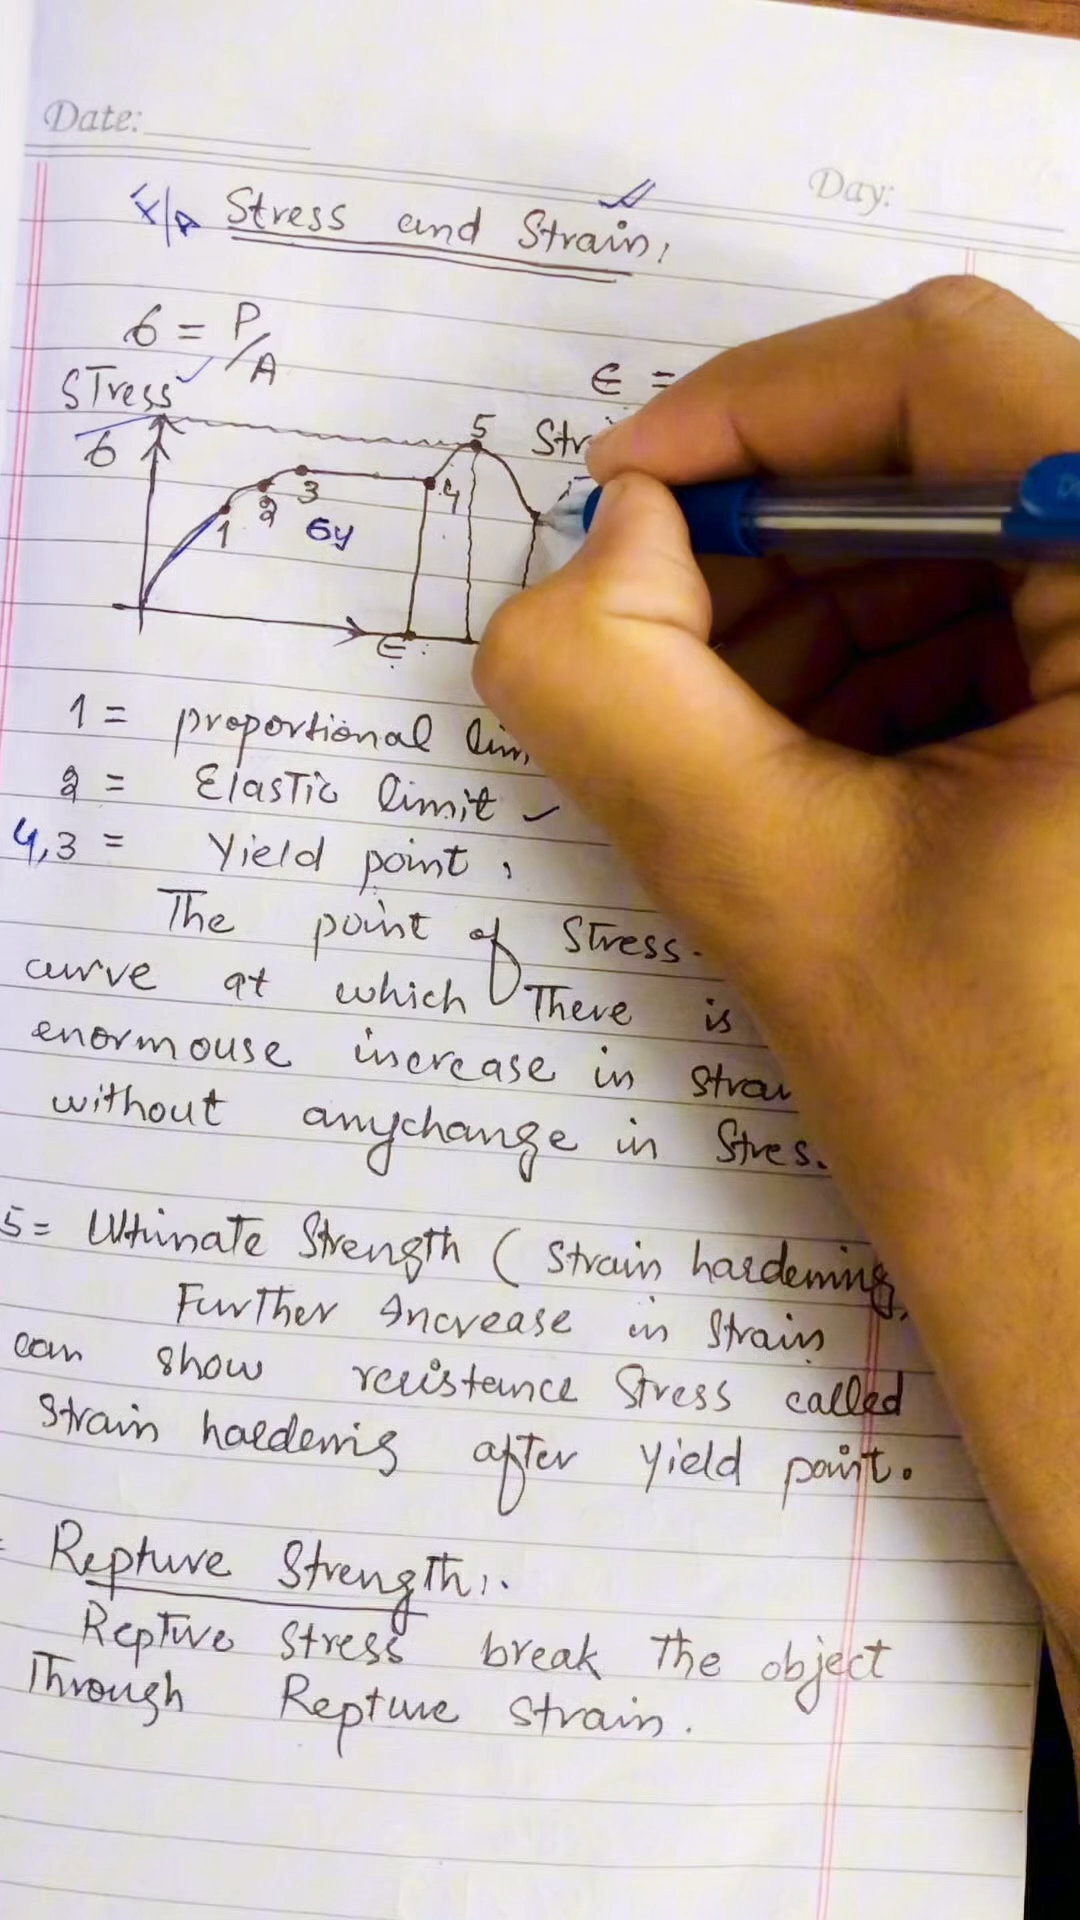 Date:
Day:
F/A Stress and Strain,
σ = P/A
ϵ =
STress
σ
5
4
3
2
1
σy
ϵ
1 = proportional
2 = ElasTic limit
4,3 = Yield point,
The point of STress-
curve at which There is
enormouse increase in
without anychange in Stres.
5= Ultimate Strength ( Strain hardening
Further Increase in Strain
can show resistance STress called
Strain hardenig after Yield point.
= Repture STrength,.
Reptive STress break The object
Through Repture STrain.